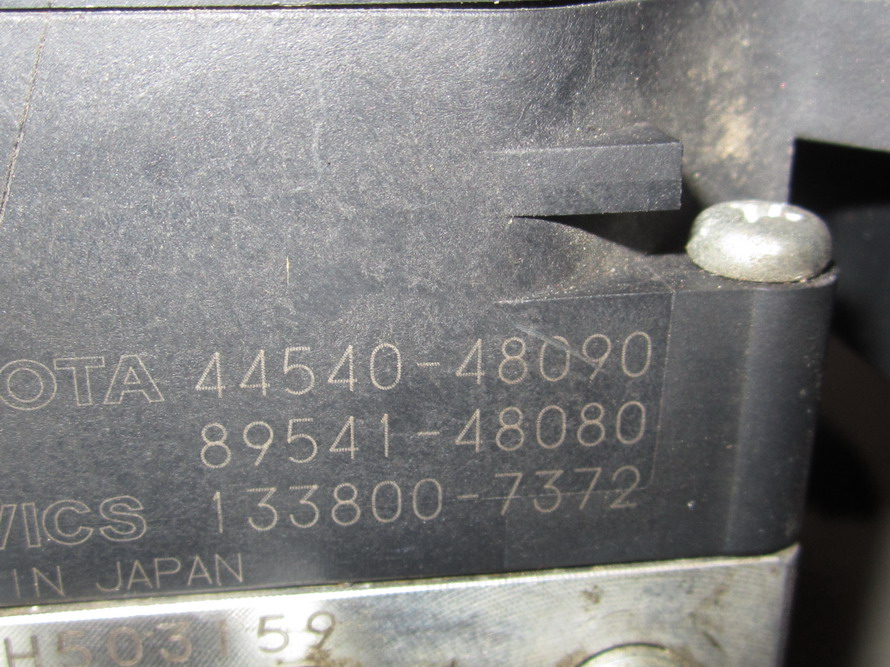 OTA 44540-48090
89541-48080
VICS 133800-7372
IN JAPAN
H503159